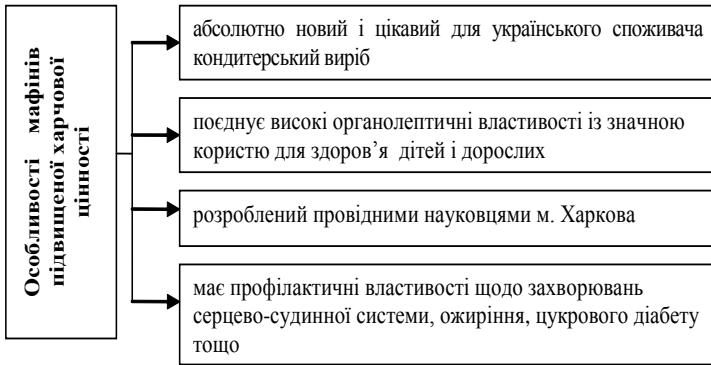 Особливості мафінів
підвищеної харчової
цінності
абсолютно новий і цікавий для українського споживача
кондитерський виріб
поєднує високі органолептичні властивості із значною
користю для здоров’я дітей і дорослих
розроблений провідними науковцями м. Харкова
має профілактичні властивості щодо захворювань
серцево-судинної системи, ожиріння, цукрового діабету
тощо